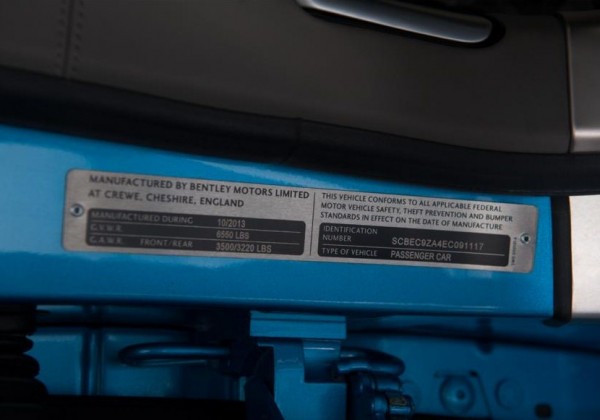 MANUFACTURED BY BENTLEY MOTORS LIMITED
AT CREWE, CHESHIRE, ENGLAND
MANUFACTURED DURING 10/2013
G.V.W.R. 6560 LBS
G.A.W.R. FRONT/REAR 3500/3220 LBS
THIS VEHICLE CONFORMS TO ALL APPLICABLE FEDERAL
MOTOR VEHICLE SAFETY, THEFT PREVENTION AND BUMPER
STANDARDS IN EFFECT ON THE DATE OF MANUFACTURE
IDENTIFICATION
NUMBER SCBEC9ZA4EC091117
TYPE OF VEHICLE PASSENGER CAR